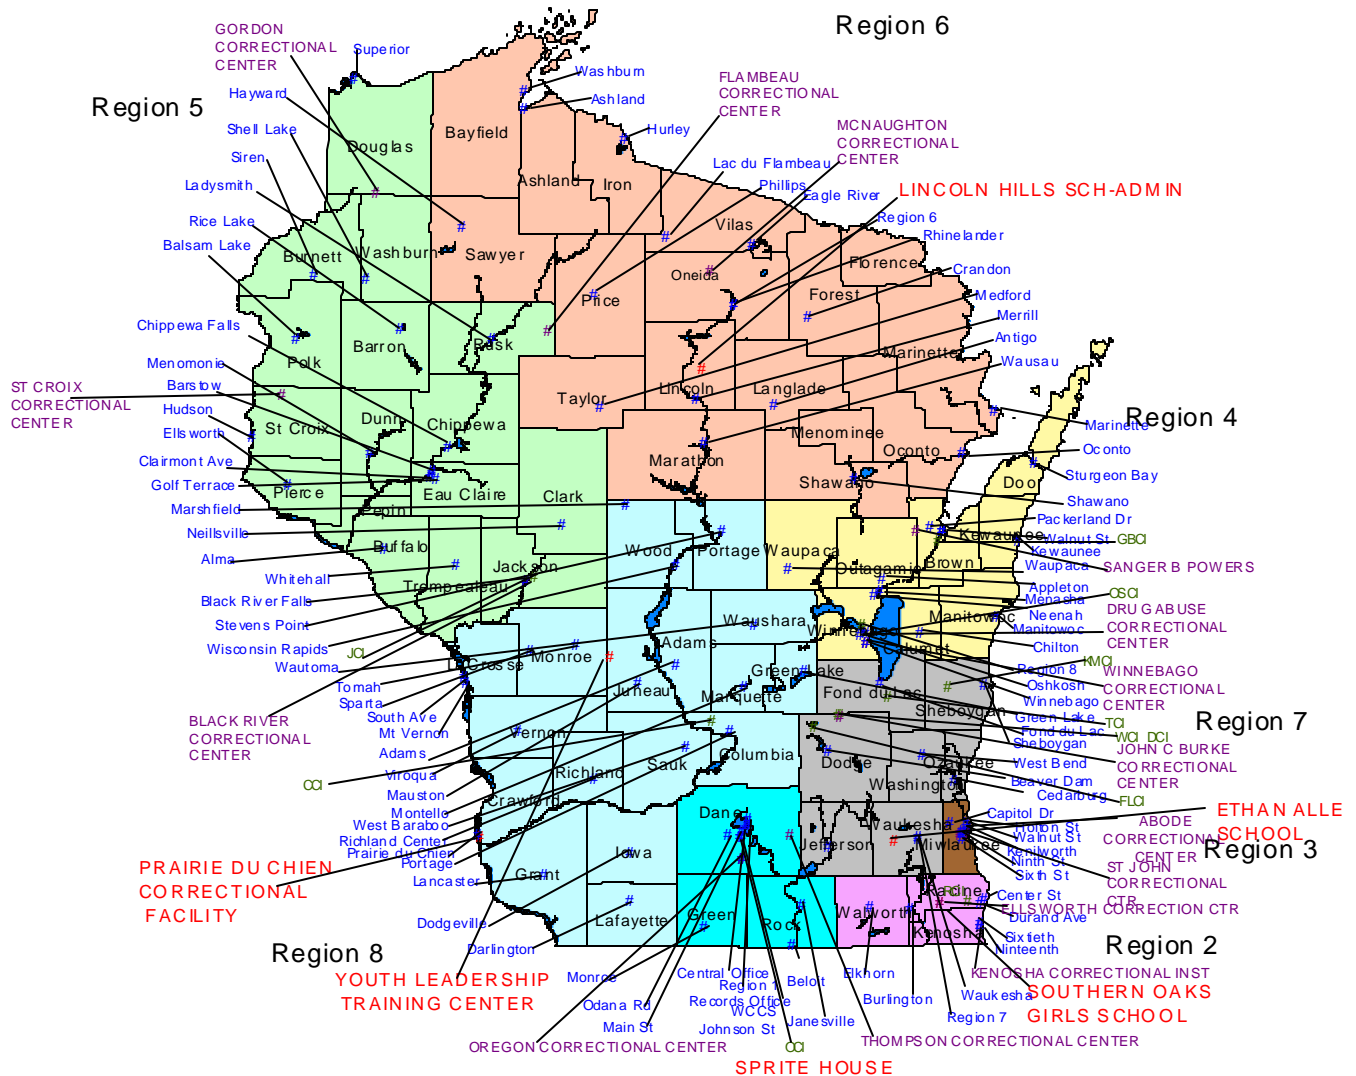 Region 6
GORDON
CORRECTIONAL
CENTER
Superior
Washburn
FLAMBEAU
CORRECTIONAL
CENTER
Hayward
Ashland
Region 5
MCNAUGHTON
CORRECTIONAL
CENTER
Shell Lake
Hurley
Bayfield
Douglas
Siren
Lac du Flambeau
Ladysmith
Phillips
Eagle River
LINCOLN HILLS SCH-ADMIN
Ashland
Iron
Rice Lake
Region 6
Vilas
Rhinelander
Balsam Lake
Burnett
Washburn
Sawyer
Florence
Crandon
Oneida
Price
Forest
Medford
Chippewa Falls
Merrill
Rusk
Barron
Antigo
Menomonie
Polk
Marinette
Wausau
Barstow
ST CROIX
CORRECTIONAL
CENTER
Taylor
Lincoln
Langlade
Hudson
Dunn
Chippewa
Region 4
Marinette
Ellsworth
St Croix
Menominee
Oconto
Oconto
Clairmont Ave
Marathon
Sturgeon Bay
Golf Terrace
Pierce
Eau Claire
Clark
Shawano
Doo
Shawano
Marshfield
Pepin
Packerland Dr
Neillsville
Kewaunee
Walnut St
GBCI
Kewaunee
Alma
Buffalo
Wood
Portage
Waupaca
Outagamie
Brown
Waupaca
SANGER B POWERS
Whitehall
Trempealeau
Jackson
Appleton
Menasha
OSCI
Black River Falls
Neenah
DRUG ABUSE
CORRECTIONAL
CENTER
Stevens Point
Waushara
Winnebago
Manitowoc
Manitowoc
Wisconsin Rapids
JCI
Adams
Calumet
Chilton
Wautoma
Crosse
Monroe
Green Lake
Region 8
KMCI
WINNEBAGO
CORRECTIONAL
CENTER
Tomah
Juneau
Marquette
Fond du Lac
Oshkosh
Sparta
Winnebago
South Ave
Sheboygan
Green Lake
TCI
Region 7
BLACK RIVER
CORRECTIONAL
CENTER
Mt Vernon
Vernon
Fond du Lac
WCI DCI
Adams
Columbia
Sheboygan
JOHN C BURKE
CORRECTIONAL
CENTER
Viroqua
Richland
Sauk
Dodge
Ozaukee
West Bend
CCI
Washington
Beaver Dam
Mauston
Crawford
Cedarburg
FLCI
Montello
Dane
Capitol Dr
ETHAN ALLE
SCHOOL
West Baraboo
Waukesha
Walnut St
ABODE
CORRECTIONAL
CENTER
Richland Center
Jefferson
Milwaukee
Kenilworth
Region 3
Prairie du Chien
Iowa
Ninth St
Portage
Sixth St
ST JOHN
CORRECTIONAL
CTR
PRAIRIE DU CHIEN
CORRECTIONAL
FACILITY
Lancaster
Grant
Racine
RCI
Center St
Dodgeville
Lafayette
Green
Rock
Walworth
ELLSWORTH CORRECTION CTR
Durand Ave
Kenosha
Sixtieth
Darlington
Ninteenth
Region 2
Region 8
YOUTH LEADERSHIP
TRAINING CENTER
Monroe
Central Office
Region 1
Beloit
Elkhorn
KENOSHA CORRECTIONAL INST
Odana Rd
Records Office
Burlington
Waukesha
SOUTHERN OAKS
GIRLS SCHOOL
WCCS
Main St
Johnson St
Janesville
Region 7
OREGON CORRECTIONAL CENTER
OCI
THOMPSON CORRECTIONAL CENTER
SPRITE HOUSE